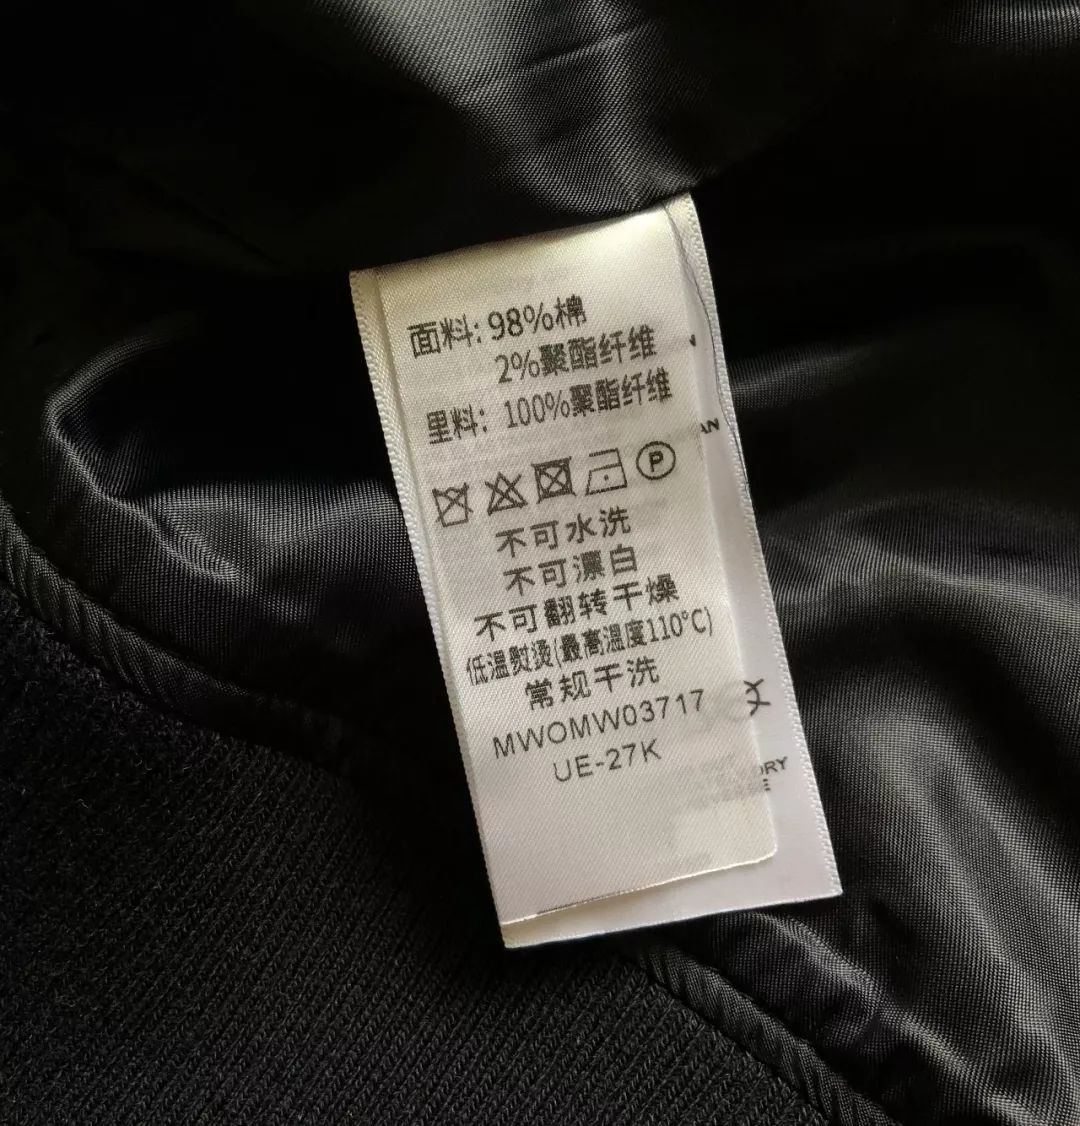 面料: 98%棉
2%聚酯纤维
里料: 100%聚酯纤维
P
不可水洗
不可漂白
不可翻转干燥
低温熨烫(最高温度110°C)
常规干洗
MWOMW03717
UE-27K
AN